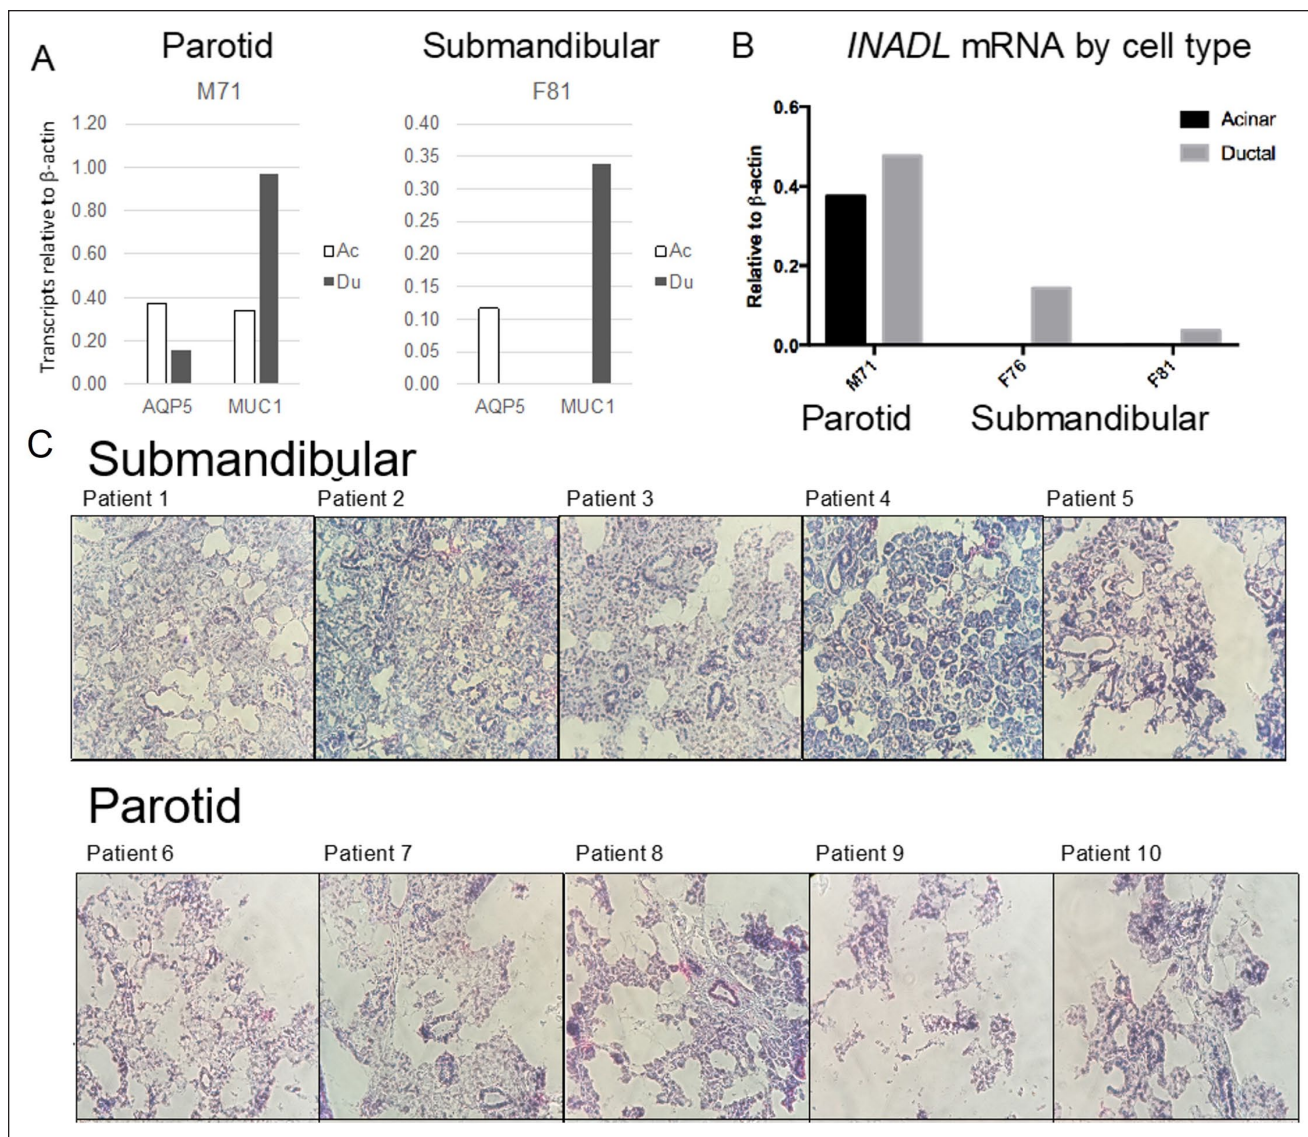 A
Parotid
Submandibular
B
INADL mRNA by cell type
M71
F81
Transcripts relative to β-actin
1.20
1.00
0.80
0.60
0.40
0.20
0.00
AQP5
MUC1
Ac
Du
0.40
0.35
0.30
0.25
0.20
0.15
0.10
0.05
0.00
AQP5
MUC1
Ac
Du
Relative to β-actin
0.6
0.4
0.2
0.0
Acinar
Ductal
M71
F76
F81
Parotid
Submandibular
C
Submandibular
Patient 1
Patient 2
Patient 3
Patient 4
Patient 5
Parotid
Patient 6
Patient 7
Patient 8
Patient 9
Patient 10